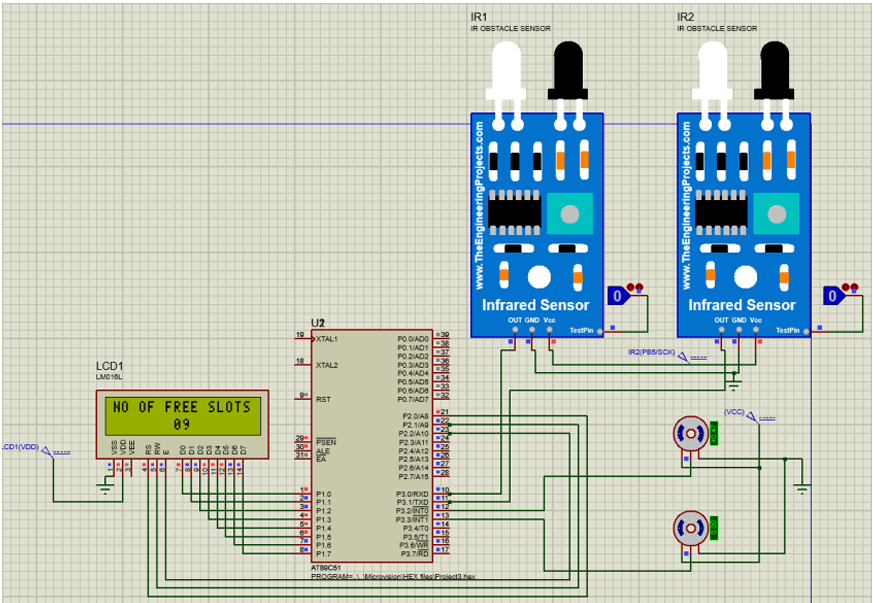 IR1
IR OBSTACLE SENSOR
IR2
IR OBSTACLE SENSOR
www.TheEngineeringProjects.com
Infrared Sensor
OUT GND Vcc
TestPin
0
www.TheEngineeringProjects.com
Infrared Sensor
OUT GND Vcc
TestPin
0
IR2(PB5/SCK)
(VCC)
LCD1
LM016L
NO OF FREE SLOTS
09
LCD1(VDD)
VSS
VDD
VEE
RS
RW
E
D0
D1
D2
D3
D4
D5
D6
D7
1
2
3
4
5
6
7
8
9
10
11
12
13
14
19
XTAL1
18
XTAL2
9
RST
29
PSEN
30
ALE
31
EA
1
P1.0
2
P1.1
3
P1.2
4
P1.3
5
P1.4
6
P1.5
7
P1.6
8
P1.7
P0.0/AD0
39
P0.1/AD1
38
P0.2/AD2
37
P0.3/AD3
36
P0.4/AD4
35
P0.5/AD5
34
P0.6/AD6
33
P0.7/AD7
32
P2.0/A8
21
P2.1/A9
22
P2.2/A10
23
P2.3/A11
24
P2.4/A12
25
P2.5/A13
26
P2.6/A14
27
P2.7/A15
28
P3.0/RXD
10
P3.1/TXD
11
P3.2/INT0
12
P3.3/INT1
13
P3.4/T0
14
P3.5/T1
15
P3.6/WR
16
P3.7/RD
17
AT89C51
PROGRAM=..\..\Microvision\HEX files\Project3.hex